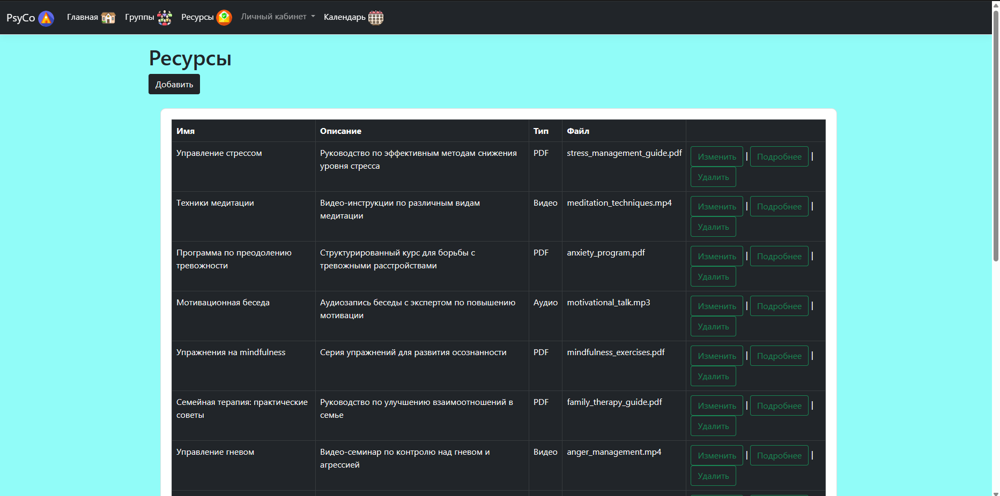 PsyCo Главная Группы Ресурсы Личный кабинет Календарь
Ресурсы
Добавить
Имя Описание Тип Файл
Управление стрессом Руководство по эффективным методам снижения PDF stress_management_guide.pdf Изменить | Подробнее |
уровня стресса Удалить
Техники медитации Видео-инструкции по различным видам Видео meditation_techniques.mp4 Изменить | Подробнее |
медитации Удалить
Программа по преодолению Структурированный курс для борьбы с PDF anxiety_program.pdf Изменить | Подробнее |
тревожности тревожными расстройствами Удалить
Мотивационная беседа Аудиозапись беседы с экспертом по повышению Аудио motivational_talk.mp3 Изменить | Подробнее |
мотивации Удалить
Упражнения на mindfulness Серия упражнений для развития осознанности PDF mindfulness_exercises.pdf Изменить | Подробнее |
Удалить
Семейная терапия: практические Руководство по улучшению взаимоотношений в PDF family_therapy_guide.pdf Изменить | Подробнее |
советы семье Удалить
Управление гневом Видео-семинар по контролю над гневом и Видео anger_management.mp4 Изменить | Подробнее |
агрессией Удалить